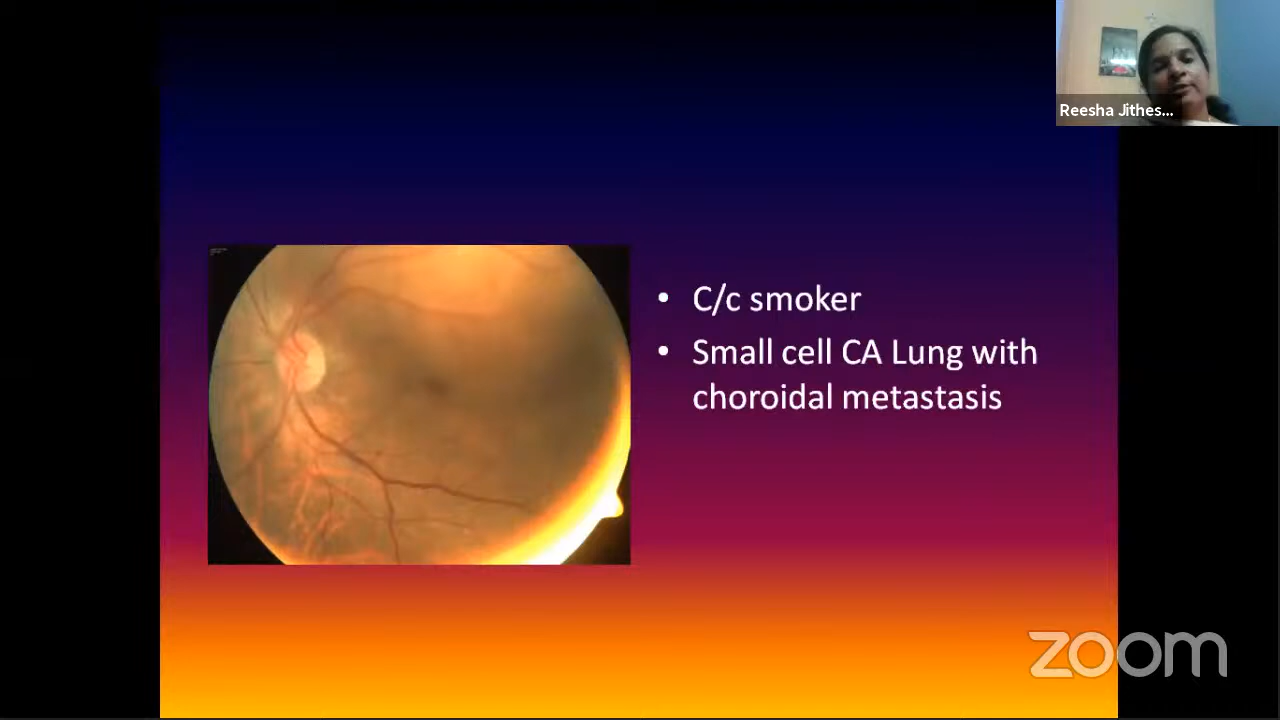 Reesha Jithes...
• C/c smoker
• Small cell CA Lung with
choroidal metastasis
zoom